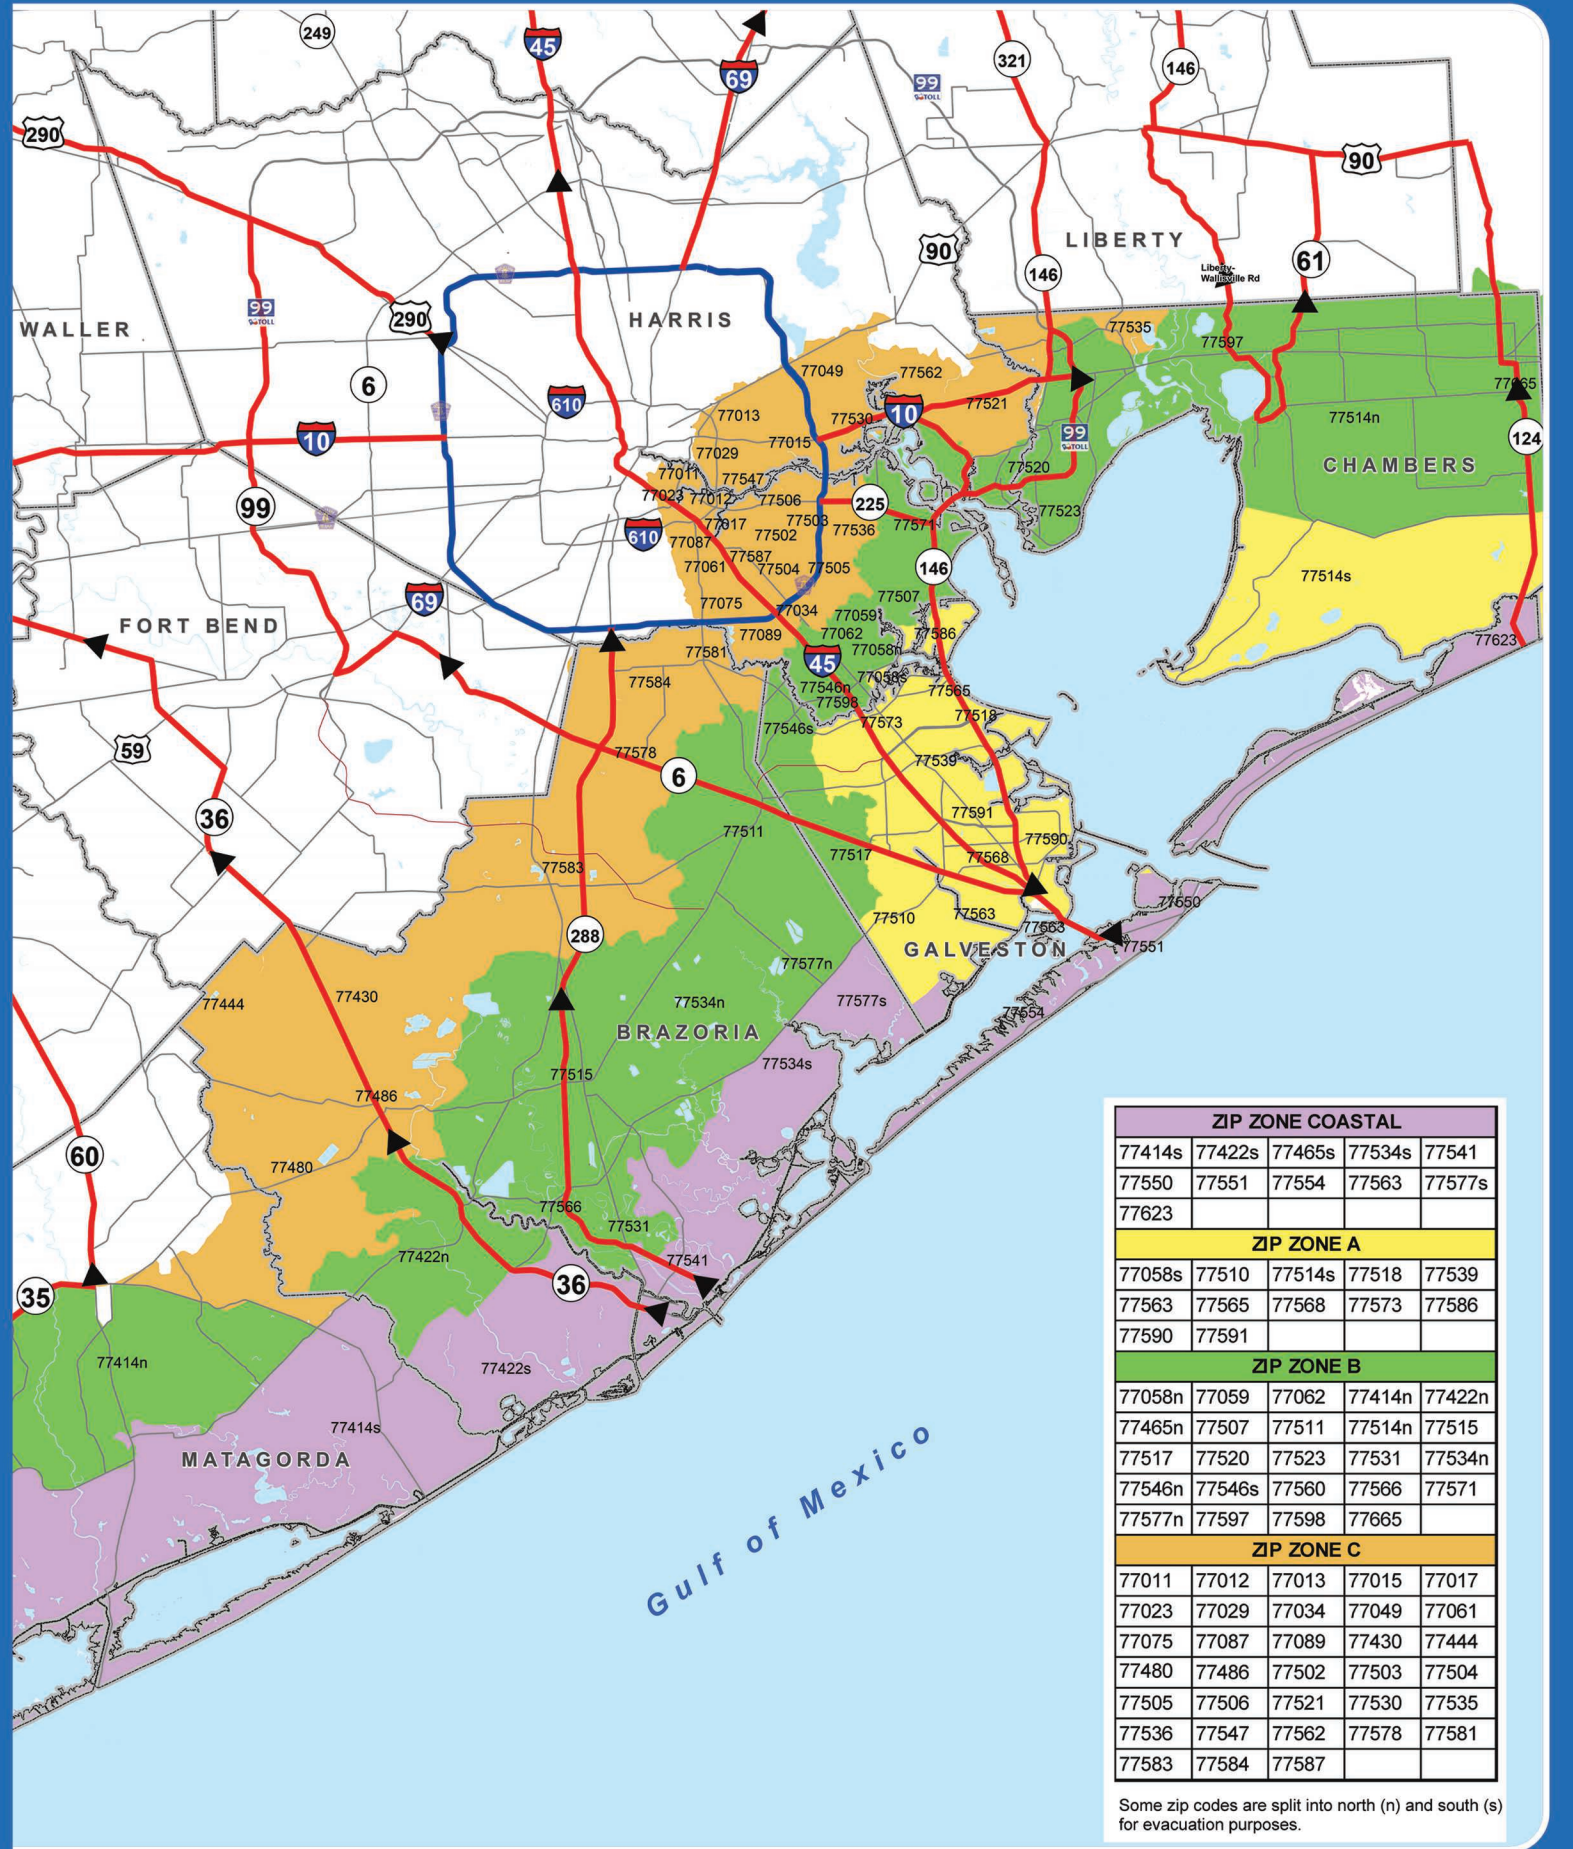 249
45
69
321
146
99
TOLL
290
90
LIBERTY
90
61
146
Liberty-
Wallisville Rd
99
TOLL
290
HARRIS
WALLER
77535
77597
6
77049
77562
77665
610
77013
77530
10
77521
77514n
10
77015
99
TOLL
124
77029
CHAMBERS
77011
77547
77520
77023
77012
77506
225
77523
99
77017
77503
77571
610
77502
77536
77087
77587
77061
77504
77505
146
77514s
69
77075
77034
77507
77059
FORT BEND
77089
77062
77586
77623
77581
77058n
45
77058s
77584
77546n
77565
77598
77518
77546s
77573
59
77578
77539
6
36
77591
77511
77590
77517
77568
77583
77550
77510
77563
77563
288
GALVESTON
77551
77577n
77444
77430
77534n
77577s
77554
BRAZORIA
77534s
77515
77486
60
77480
77566
77531
77422n
77541
35
36
77414n
77422s
77414s
MATAGORDA
Gulf of Mexico
ZIP ZONE COASTAL
77414s 77422s 77465s 77534s 77541
77550 77551 77554 77563 77577s
77623
ZIP ZONE A
77058s 77510 77514s 77518 77539
77563 77565 77568 77573 77586
77590 77591
ZIP ZONE B
77058n 77059 77062 77414n 77422n
77465n 77507 77511 77514n 77515
77517 77520 77523 77531 77534n
77546n 77546s 77560 77566 77571
77577n 77597 77598 77665
ZIP ZONE C
77011 77012 77013 77015 77017
77023 77029 77034 77049 77061
77075 77087 77089 77430 77444
77480 77486 77502 77503 77504
77505 77506 77521 77530 77535
77536 77547 77562 77578 77581
77583 77584 77587
Some zip codes are split into north (n) and south (s)
for evacuation purposes.